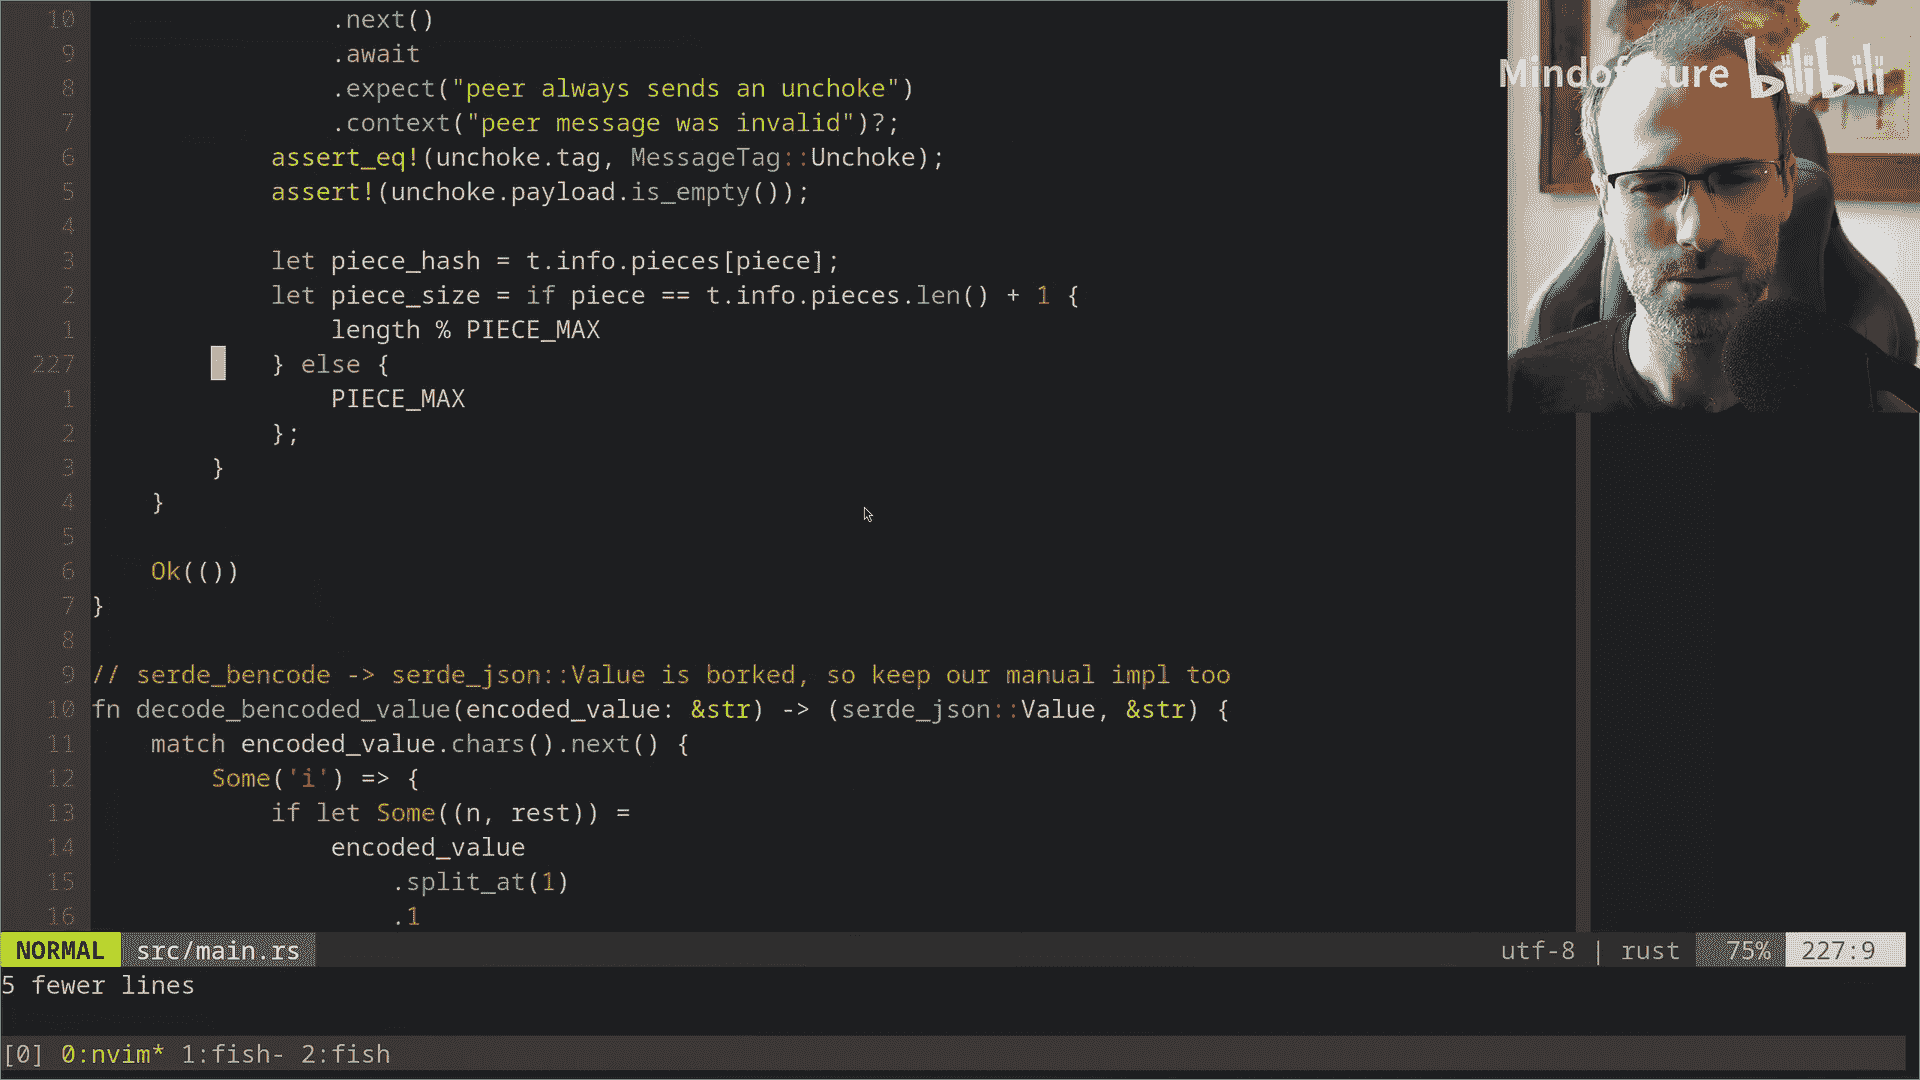 10 .next()
9 .await
8 .expect("peer always sends an unchoke")
7 .context("peer message was invalid")?;
6 assert_eq!(unchoke.tag, MessageTag::Unchoke);
5 assert!(unchoke.payload.is_empty());
4
3 let piece_hash = t.info.pieces[piece];
2 let piece_size = if piece == t.info.pieces.len() + 1 {
1 length % PIECE_MAX
227 } else {
1 PIECE_MAX
2 };
3 }
4 }
5
6 Ok(())
7 }
8
9 // serde_bencode -> serde_json::Value is borked, so keep our manual impl too
10 fn decode_bencoded_value(encoded_value: &str) -> (serde_json::Value, &str) {
11 match encoded_value.chars().next() {
12 Some('i') => {
13 if let Some((n, rest)) =
14 encoded_value
15 .split_at(1)
16 .1
NORMAL src/main.rs utf-8 | rust 75% 227:9
5 fewer lines
[0] 0:nvim* 1:fish- 2:fish
bilibili